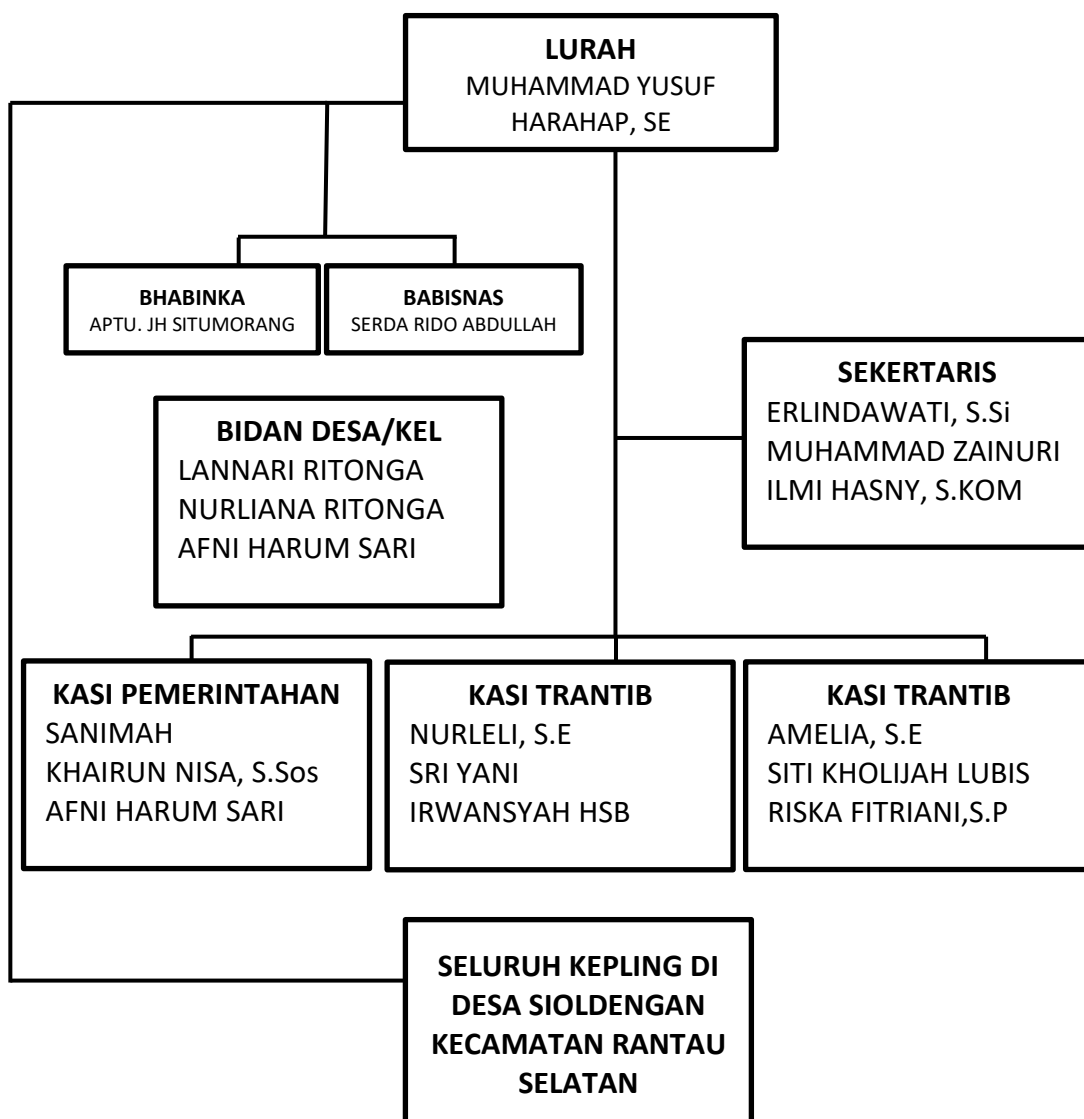 LURAH
MUHAMMAD YUSUF
HARAHAP, SE
BHABINKA
APTU. JH SITUMORANG
BABISNAS
SERDA RIDO ABDULLAH
SEKERTARIS
ERLINDAWATI, S.Si
MUHAMMAD ZAINURI
ILMI HASNY, S.KOM
BIDAN DESA/KEL
LANNARI RITONGA
NURLIANA RITONGA
AFNI HARUM SARI
KASI PEMERINTAHAN
SANIMAH
KHAIRUN NISA, S.Sos
AFNI HARUM SARI
KASI TRANTIB
NURLELI, S.E
SRI YANI
IRWANSYAH HSB
KASI TRANTIB
AMELIA, S.E
SITI KHOLIJAH LUBIS
RISKA FITRIANI,S.P
SELURUH KEPLING DI
DESA SIOLDENGAN
KECAMATAN RANTAU
SELATAN